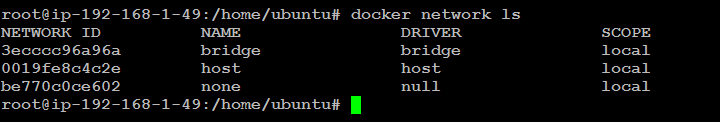 root@ip-192-168-1-49:/home/ubuntu# docker network ls
NETWORK ID NAME DRIVER SCOPE
3ecccc96a96a bridge bridge local
0019fe8c4c2e host host local
be770c0ce602 none null local
root@ip-192-168-1-49:/home/ubuntu#